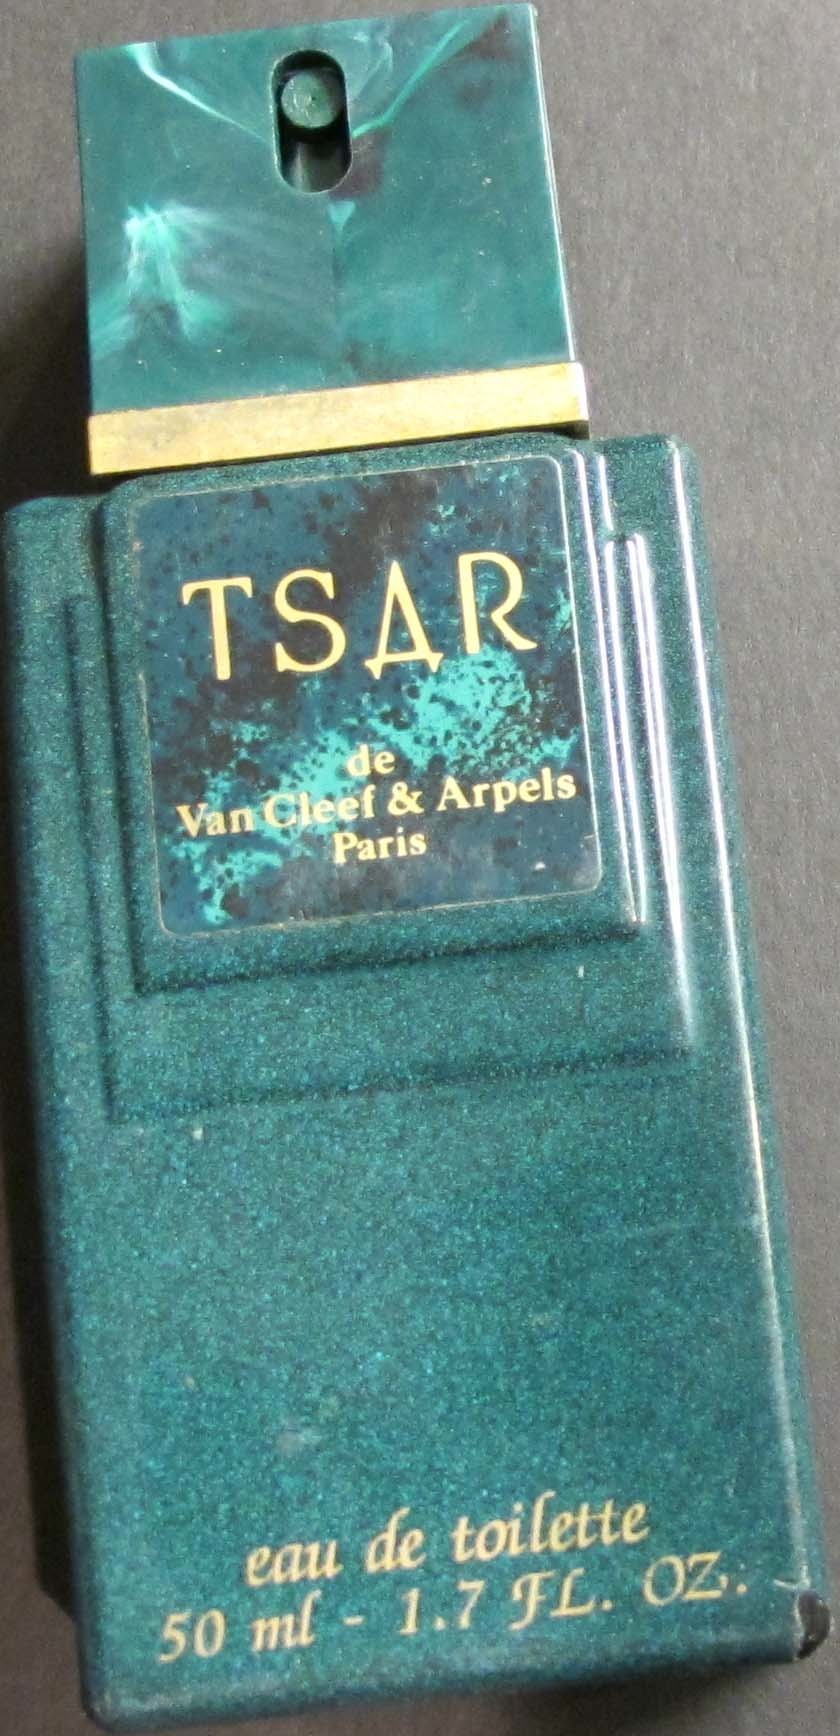 TSAR
de
Van Cleef & Arpels
Paris
eau de toilette
50 ml - 1.7 FL. OZ.